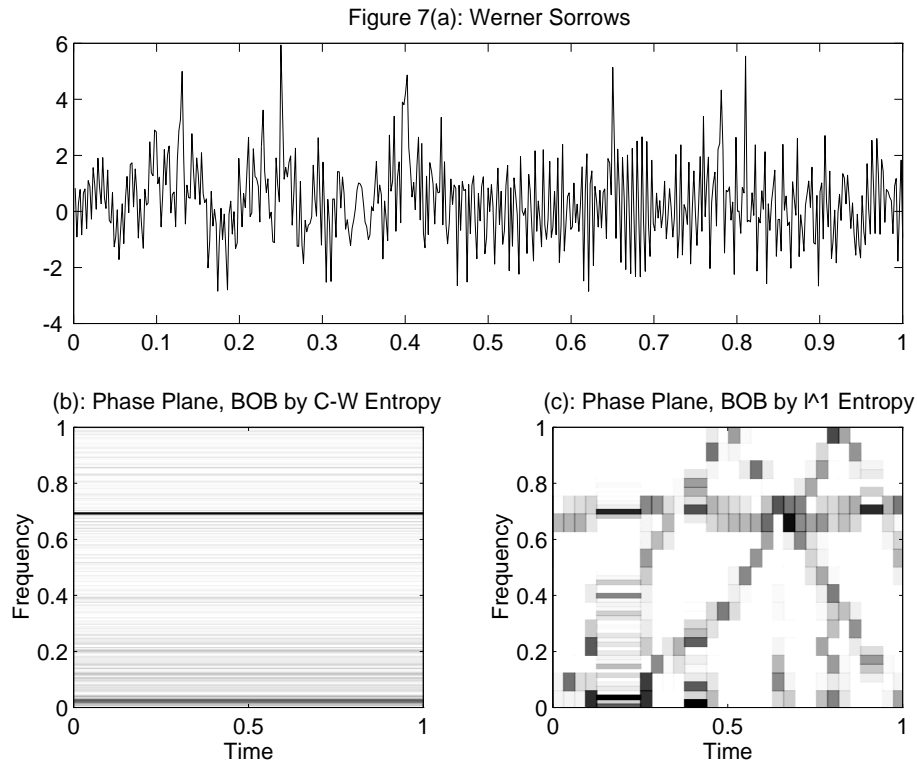 Figure 7(a): Werner Sorrows
6
4
2
0
-2
-4
0 0.1 0.2 0.3 0.4 0.5 0.6 0.7 0.8 0.9 1
(b): Phase Plane, BOB by C-W Entropy
1
0.8
0.6
0.4
0.2
0
Frequency
0 0.5 1
Time
(c): Phase Plane, BOB by l^1 Entropy
1
0.8
0.6
0.4
0.2
0
Frequency
0 0.5 1
Time